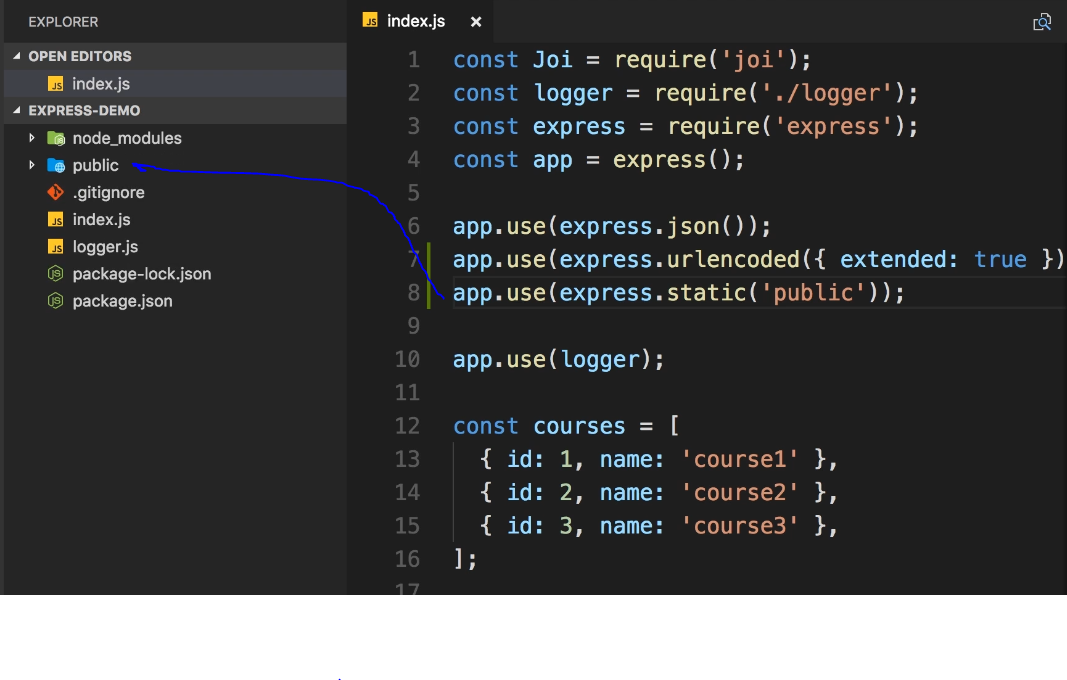 EXPLORER
OPEN EDITORS
JS index.js
EXPRESS-DEMO
node_modules
public
.gitignore
JS index.js
JS logger.js
JS package-lock.json
JS package.json
JS index.js ×
1 const Joi = require('joi');
2 const logger = require('./logger');
3 const express = require('express');
4 const app = express();
5
6 app.use(express.json());
7 app.use(express.urlencoded({ extended: true })
8 app.use(express.static('public'));
9
10 app.use(logger);
11
12 const courses = [
13 { id: 1, name: 'course1' },
14 { id: 2, name: 'course2' },
15 { id: 3, name: 'course3' },
16 ];
17